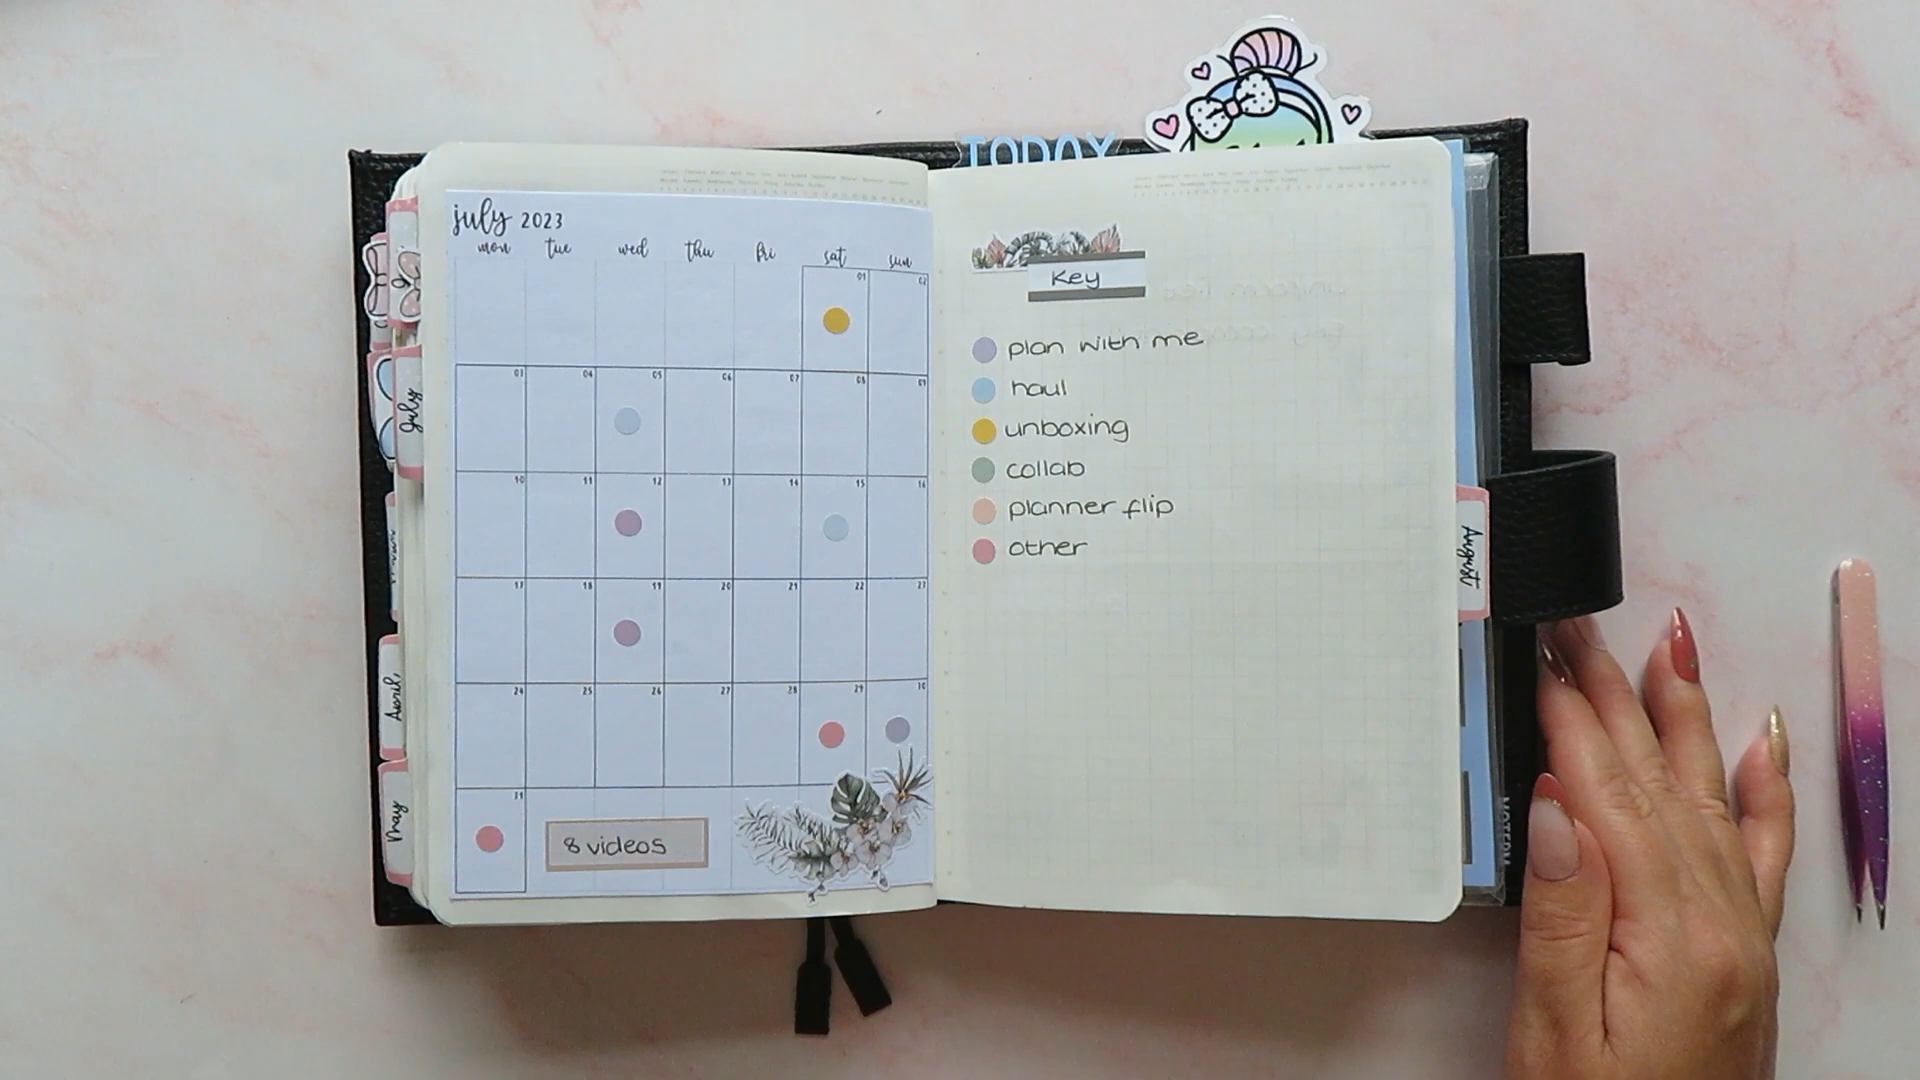 TODAY
july 2023
mon tue wed thu fri sat sun
01 02
03 04 05 06 07 08 09
10 11 12 13 14 15 16
17 18 19 20 21 22 23
24 25 26 27 28 29 30
31
8 videos
July
April
May
Key
plan with me
haul
unboxing
collab
planner flip
other
August